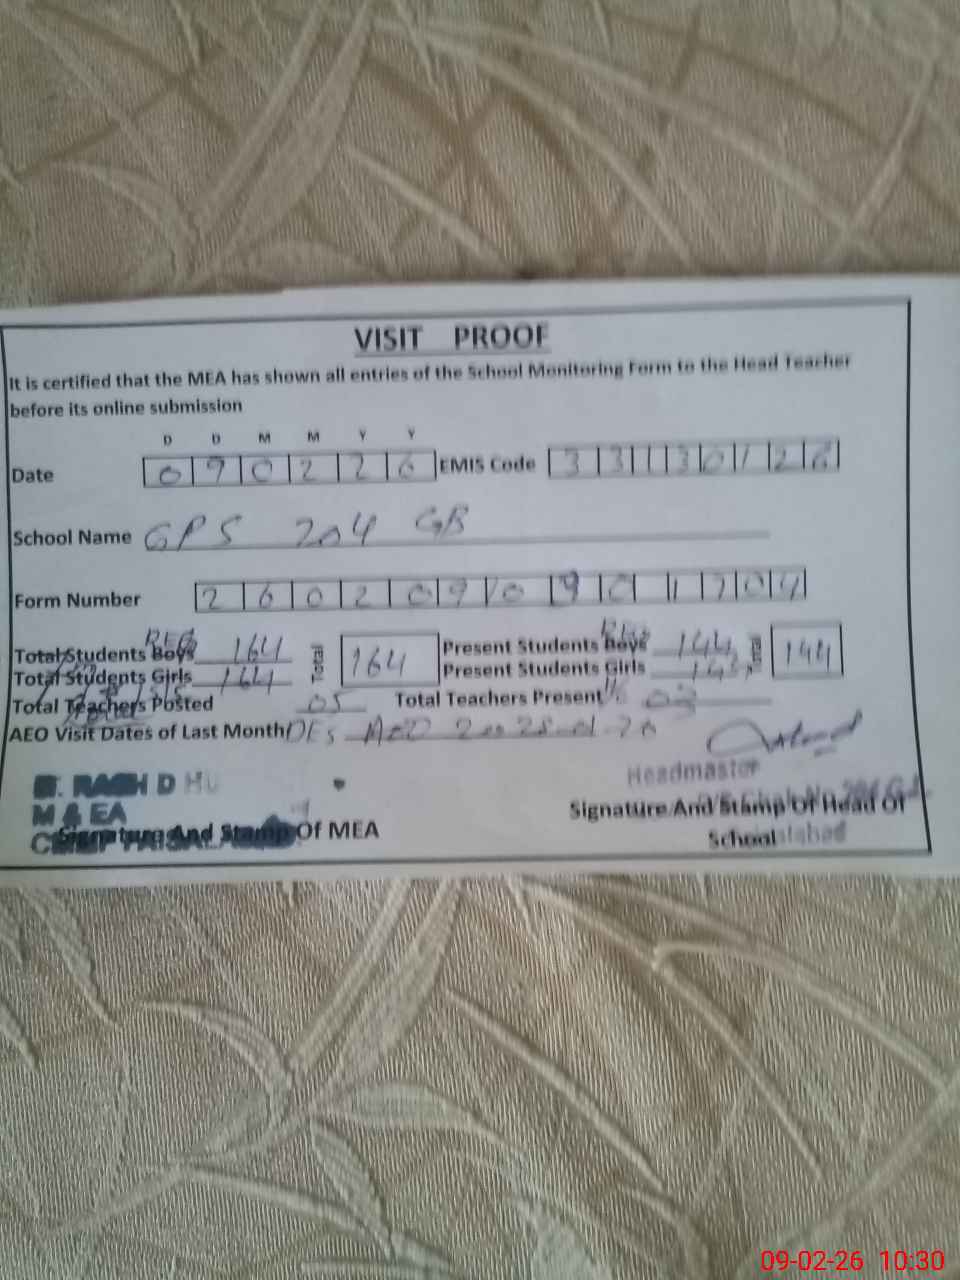 VISIT PROOF
It is certified that the MEA has shown all entries of the School Monitoring Form to the Head Teacher
before its online submission
D D M M Y Y
Date 0 9 0 2 2 6 EMIS Code 3 3 1 3 0 1 2 6
School Name GPS 204 GB
Form Number 2 6 0 2 0 9 1 0 9 0 1 7 0 4
Total Students Boys REG 164 Total 164 Present Students Boys REG 144 Total 144
Total Students Girls 164 Present Students Girls
Total Teachers Posted 05 Total Teachers Present 03
AEO Visit Dates of Last Month AEO
Headmaster
M & EA
Signature And Stamp Of MEA
Signature And Stamp Of Head Of
School
09-02-26 10:30